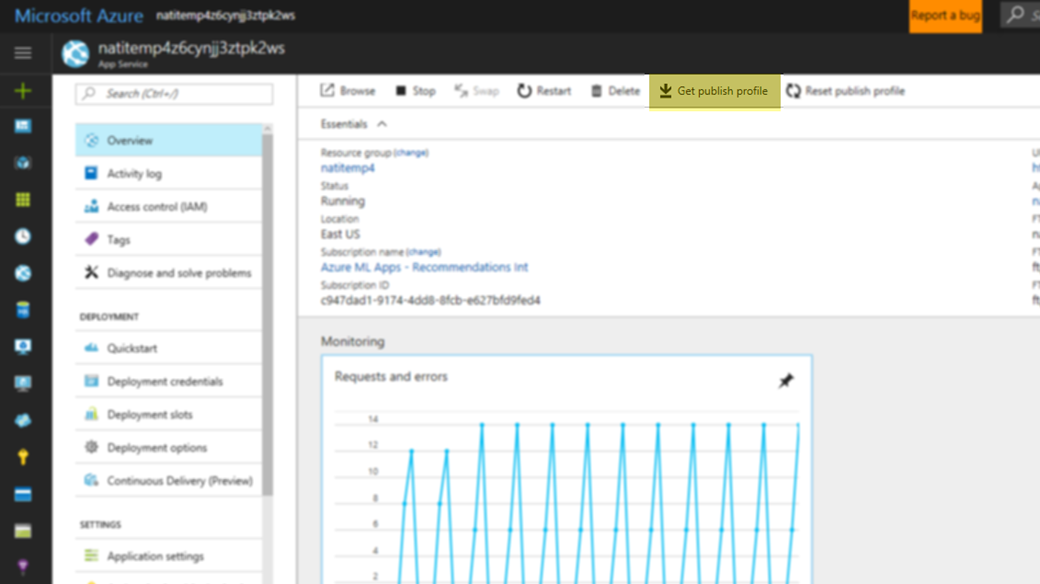 Microsoft Azure natitemp4z6cynjj3ztpk2ws
Report a bug
natitemp4z6cynjj3ztpk2ws
App Service
Search (Ctrl+/)
Browse Stop Swap Restart Delete Get publish profile Reset publish profile
Overview
Activity log
Access control (IAM)
Tags
Diagnose and solve problems
DEPLOYMENT
Quickstart
Deployment credentials
Deployment slots
Deployment options
Continuous Delivery (Preview)
SETTINGS
Application settings
Essentials
Resource group (change)
natitemp4
Status
Running
Location
East US
Subscription name (change)
Azure ML Apps - Recommendations Int
Subscription ID
c947dad1-9174-4dd8-8fcb-e627bfd9fed4
Monitoring
Requests and errors
14
12
10
8
6
4
2